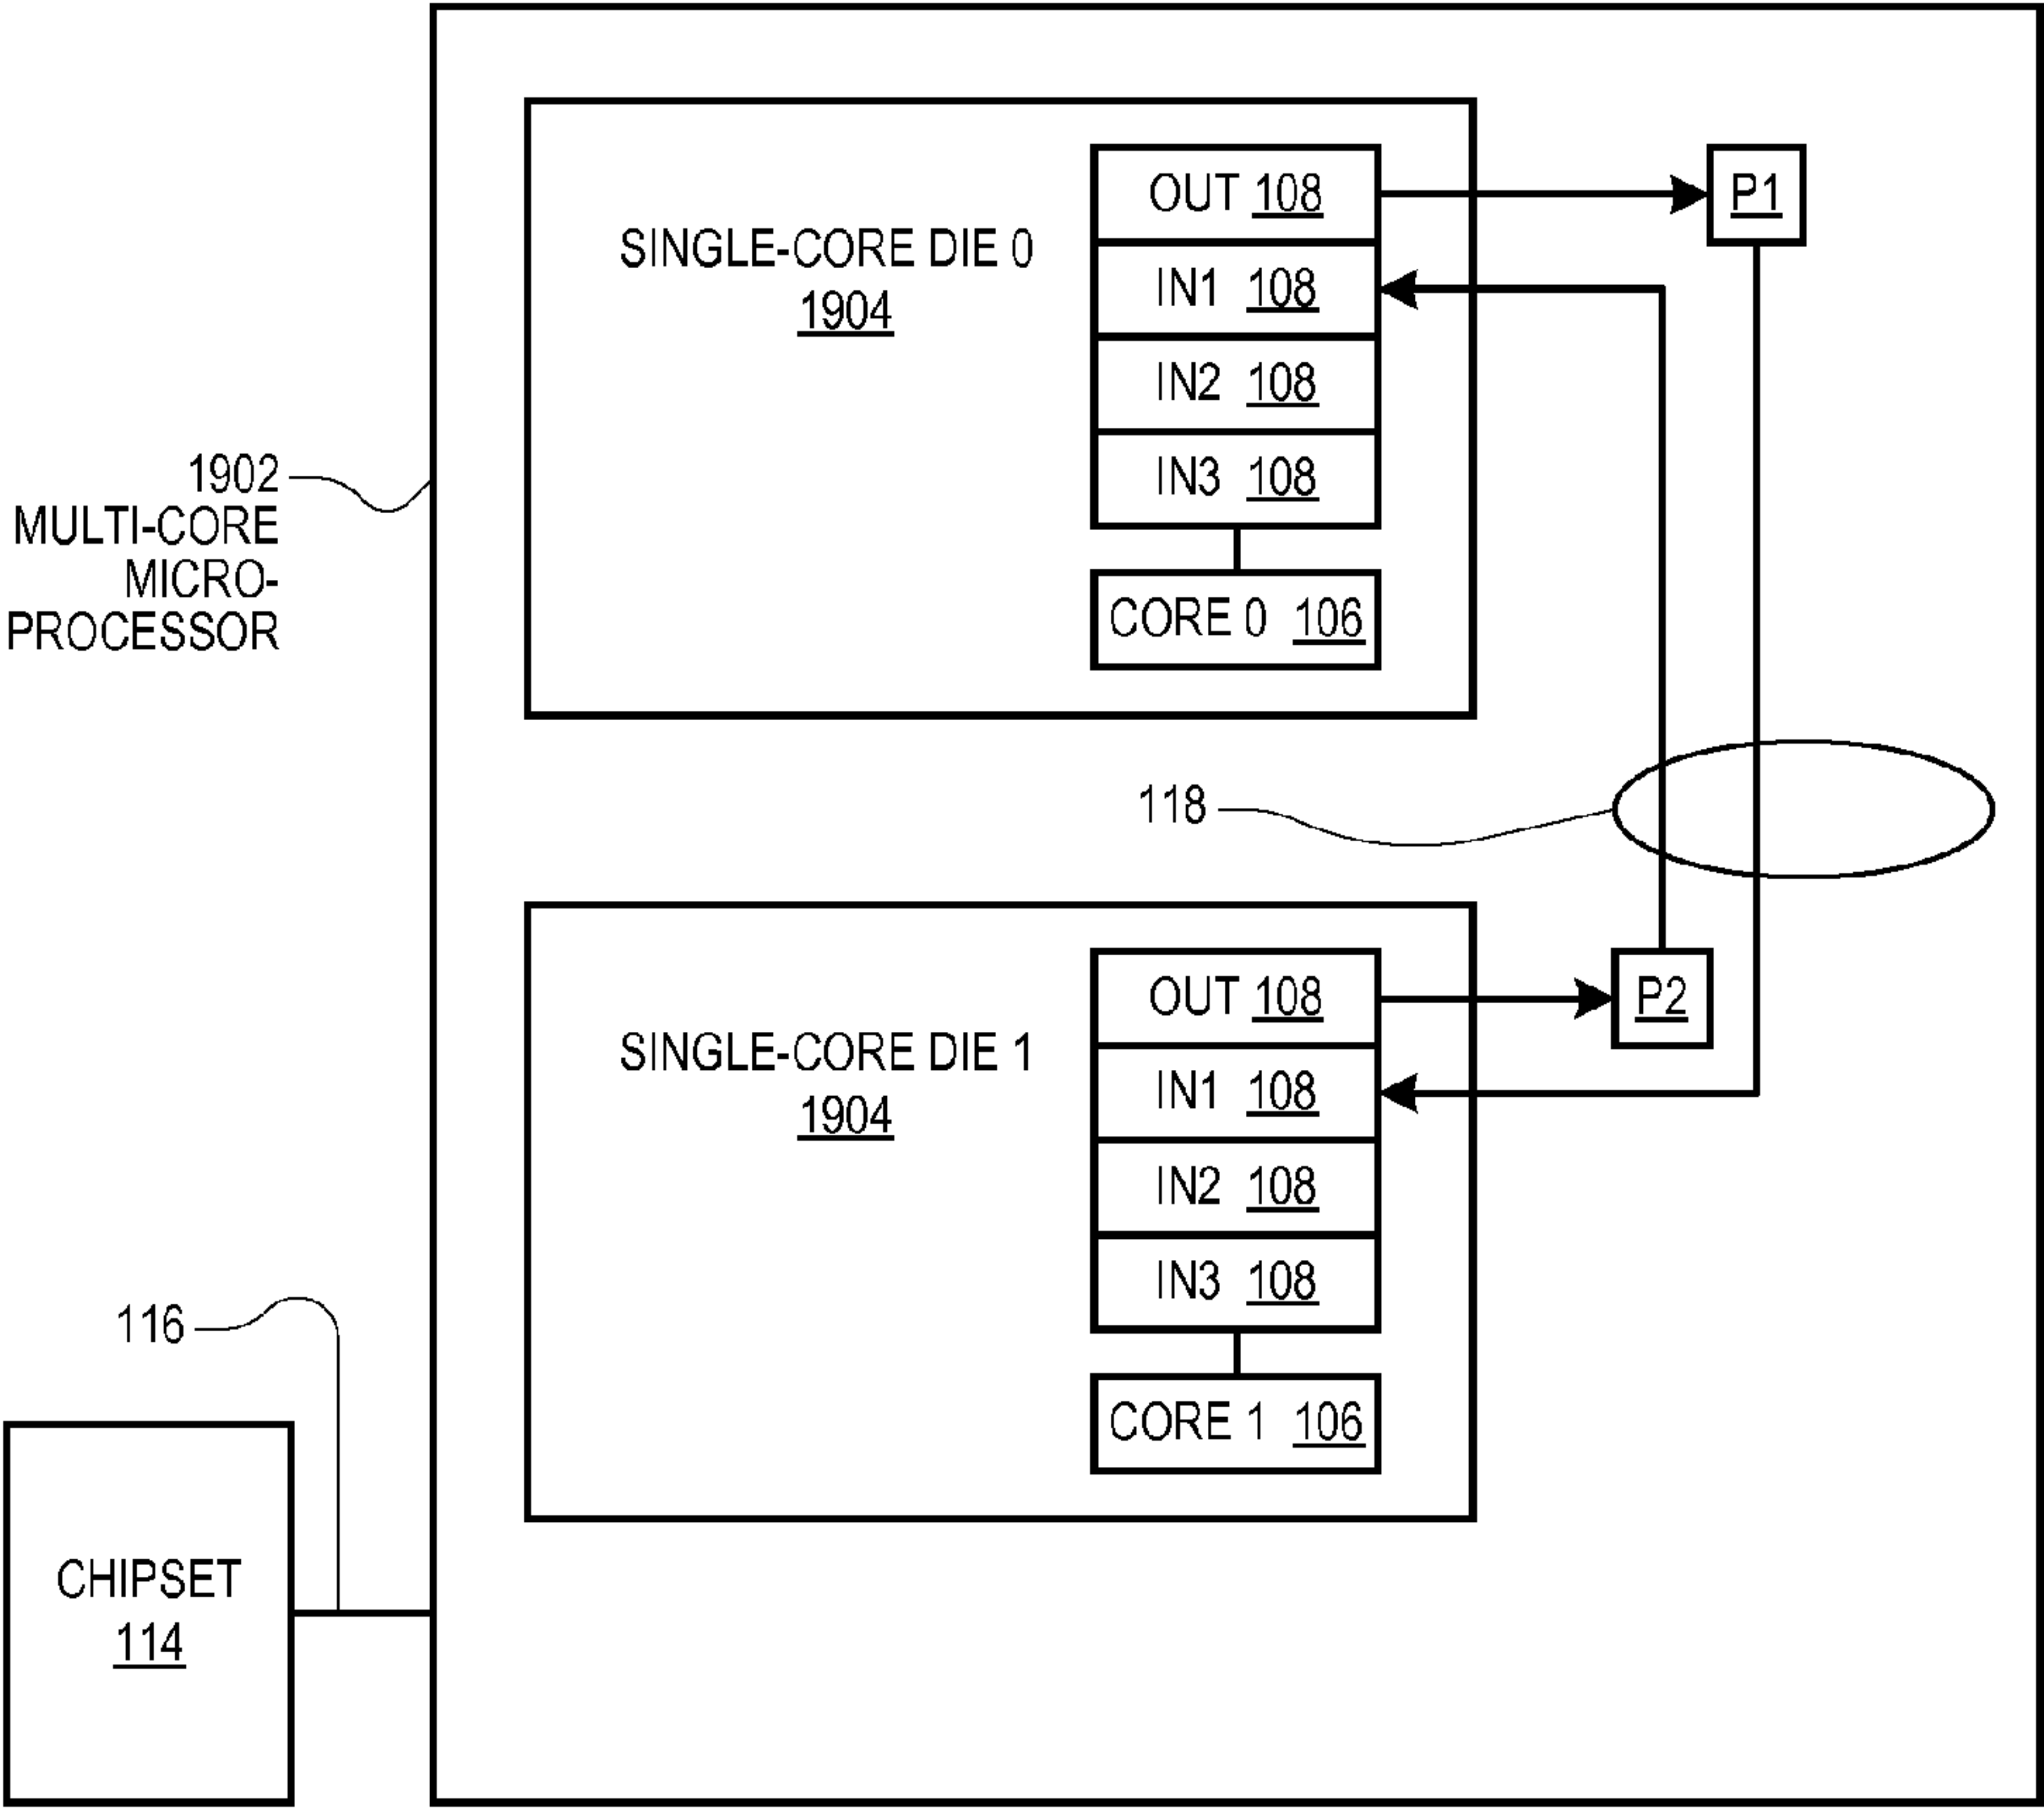 OUT 108
P1
SINGLE-CORE DIE 0
1904
IN1 108
IN2 108
IN3 108
1902
MULTI-CORE
MICRO-
PROCESSOR
CORE 0 106
118
OUT 108
P2
SINGLE-CORE DIE 1
1904
IN1 108
IN2 108
IN3 108
116
CORE 1 106
CHIPSET
114